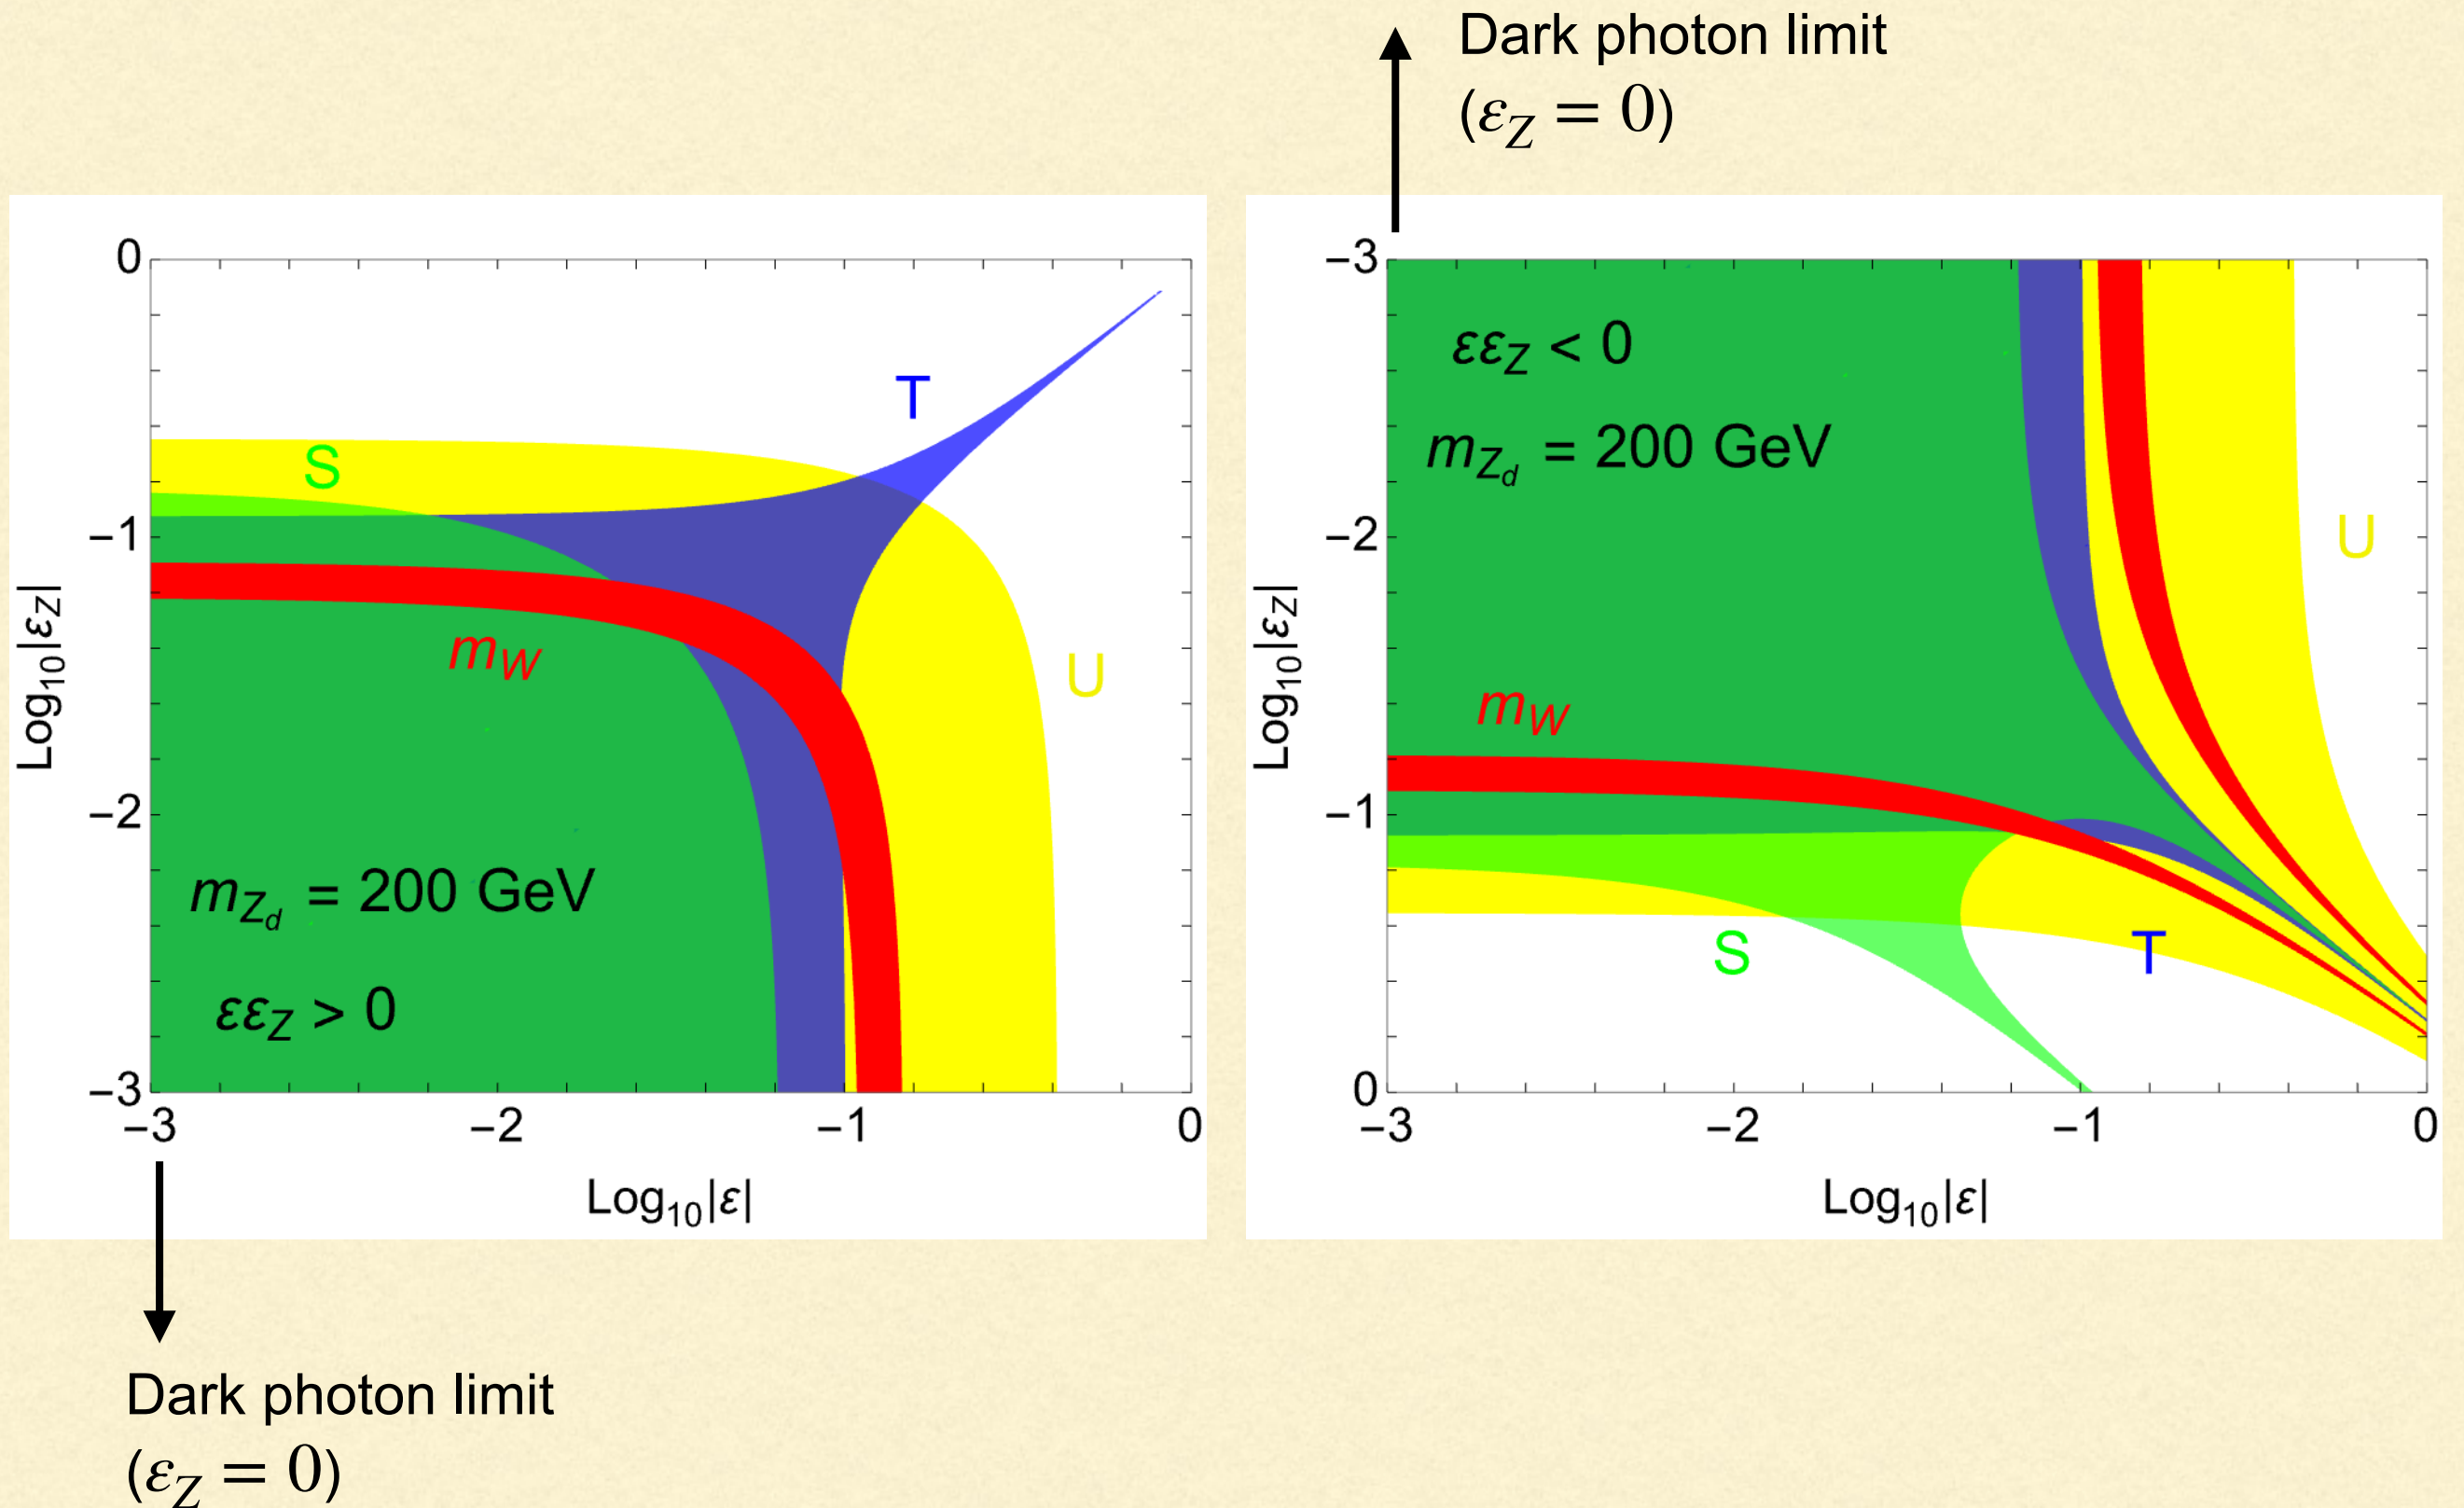 Dark photon limit
(εZ = 0)
0
−1
−2
−3
Log10|εZ|
S
T
U
mW
mZd = 200 GeV
εεZ > 0
−3
−2
−1
0
Log10|ε|
−3
−2
−1
0
Log10|εZ|
εεZ < 0
mZd = 200 GeV
U
mW
S
T
−3
−2
−1
0
Log10|ε|
Dark photon limit
(εZ = 0)